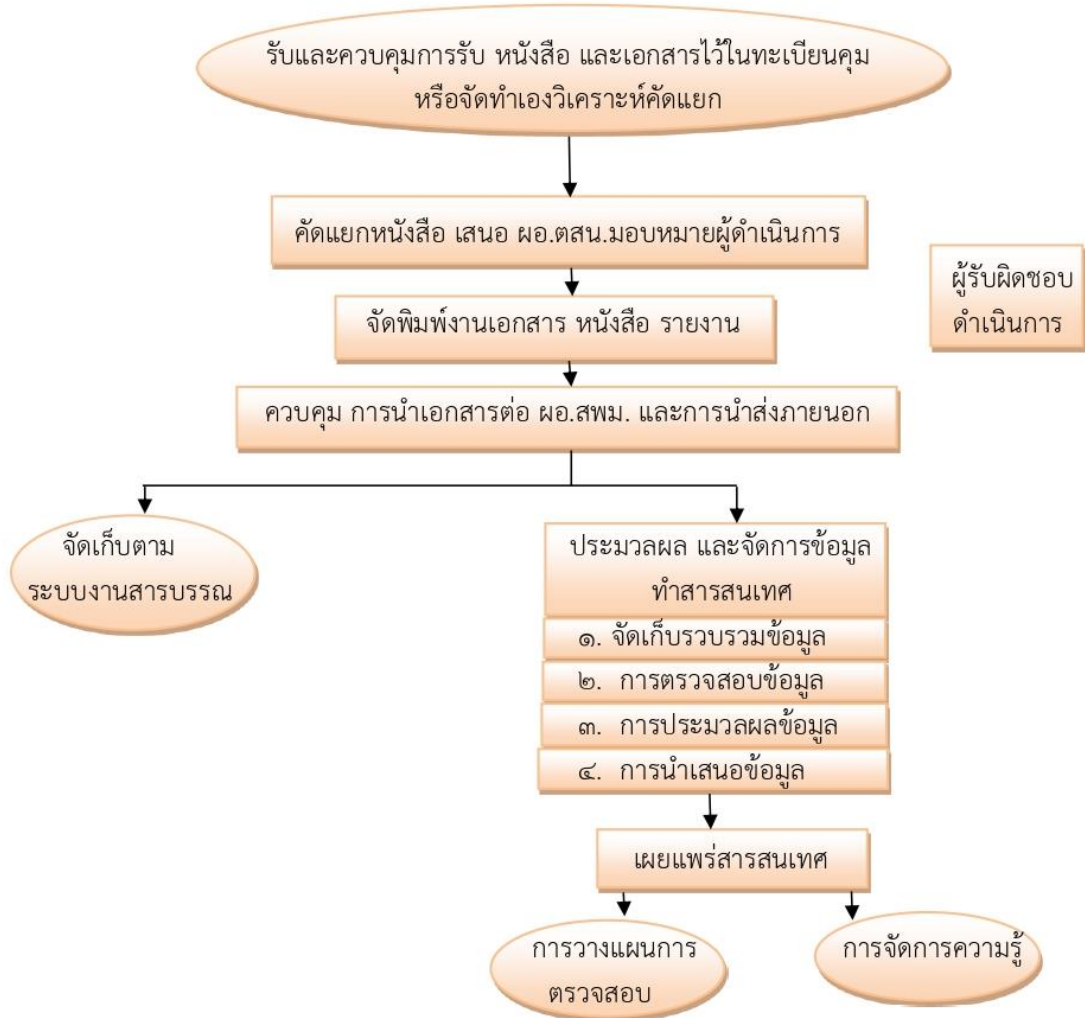 รับและควบคุมการรับ หนังสือ และเอกสารไว้ในทะเบียนคุม
หรือจัดทำเองวิเคราะห์คัดแยก
คัดแยกหนังสือ เสนอ ผอ.ตสน.มอบหมายผู้ดำเนินการ
ผู้รับผิดชอบ
ดำเนินการ
จัดพิมพ์งานเอกสาร หนังสือ รายงาน
ควบคุม การนำเอกสารต่อ ผอ.สพม. และการนำส่งภายนอก
จัดเก็บตาม
ระบบงานสารบรรณ
ประมวลผล และจัดการข้อมูล
ทำสารสนเทศ
๑. จัดเก็บรวบรวมข้อมูล
๒. การตรวจสอบข้อมูล
๓. การประมวลผลข้อมูล
๔. การนำเสนอข้อมูล
เผยแพร่สารสนเทศ
การวางแผนการ
ตรวจสอบ
การจัดการความรู้